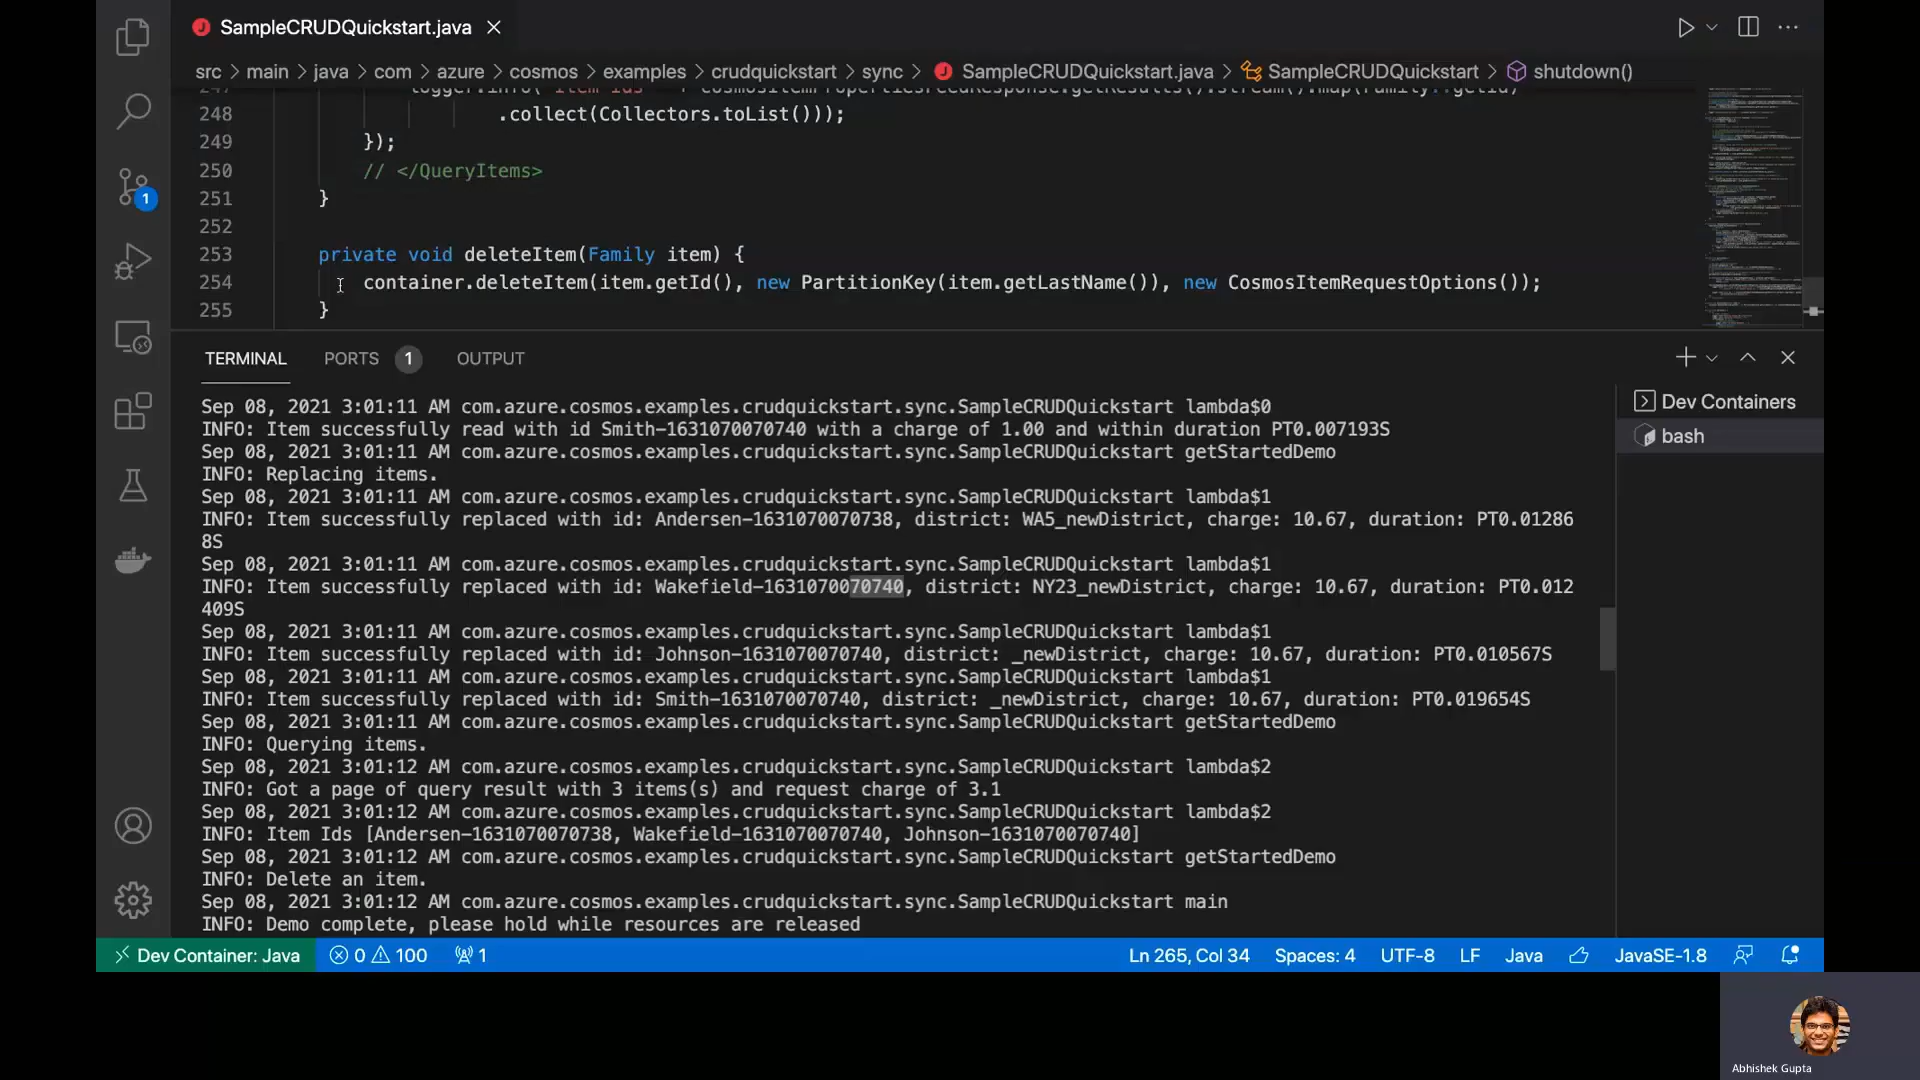 SampleCRUDQuickstart.java
src > main > java > com > azure > cosmos > examples > crudquickstart > sync > SampleCRUDQuickstart.java > SampleCRUDQuickstart > shutdown()
248 .collect(Collectors.toList()));
249 });
250 // </QueryItems>
251 }
252
253 private void deleteItem(Family item) {
254 container.deleteItem(item.getId(), new PartitionKey(item.getLastName()), new CosmosItemRequestOptions());
255 }
TERMINAL PORTS 1 OUTPUT
Dev Containers
bash
Sep 08, 2021 3:01:11 AM com.azure.cosmos.examples.crudquickstart.sync.SampleCRUDQuickstart lambda$0
INFO: Item successfully read with id Smith-1631070070740 with a charge of 1.00 and within duration PT0.007193S
Sep 08, 2021 3:01:11 AM com.azure.cosmos.examples.crudquickstart.sync.SampleCRUDQuickstart getStartedDemo
INFO: Replacing items.
Sep 08, 2021 3:01:11 AM com.azure.cosmos.examples.crudquickstart.sync.SampleCRUDQuickstart lambda$1
INFO: Item successfully replaced with id: Andersen-1631070070738, district: WA5_newDistrict, charge: 10.67, duration: PT0.01286
8S
Sep 08, 2021 3:01:11 AM com.azure.cosmos.examples.crudquickstart.sync.SampleCRUDQuickstart lambda$1
INFO: Item successfully replaced with id: Wakefield-1631070070740, district: NY23_newDistrict, charge: 10.67, duration: PT0.012
409S
Sep 08, 2021 3:01:11 AM com.azure.cosmos.examples.crudquickstart.sync.SampleCRUDQuickstart lambda$1
INFO: Item successfully replaced with id: Johnson-1631070070740, district: _newDistrict, charge: 10.67, duration: PT0.010567S
Sep 08, 2021 3:01:11 AM com.azure.cosmos.examples.crudquickstart.sync.SampleCRUDQuickstart lambda$1
INFO: Item successfully replaced with id: Smith-1631070070740, district: _newDistrict, charge: 10.67, duration: PT0.019654S
Sep 08, 2021 3:01:11 AM com.azure.cosmos.examples.crudquickstart.sync.SampleCRUDQuickstart getStartedDemo
INFO: Querying items.
Sep 08, 2021 3:01:12 AM com.azure.cosmos.examples.crudquickstart.sync.SampleCRUDQuickstart lambda$2
INFO: Got a page of query result with 3 items(s) and request charge of 3.1
Sep 08, 2021 3:01:12 AM com.azure.cosmos.examples.crudquickstart.sync.SampleCRUDQuickstart lambda$2
INFO: Item Ids [Andersen-1631070070738, Wakefield-1631070070740, Johnson-1631070070740]
Sep 08, 2021 3:01:12 AM com.azure.cosmos.examples.crudquickstart.sync.SampleCRUDQuickstart getStartedDemo
INFO: Delete an item.
Sep 08, 2021 3:01:12 AM com.azure.cosmos.examples.crudquickstart.sync.SampleCRUDQuickstart main
INFO: Demo complete, please hold while resources are released
1
Dev Container: Java 0 100 1 Ln 265, Col 34 Spaces: 4 UTF-8 LF Java JavaSE-1.8
Abhishek Gupta